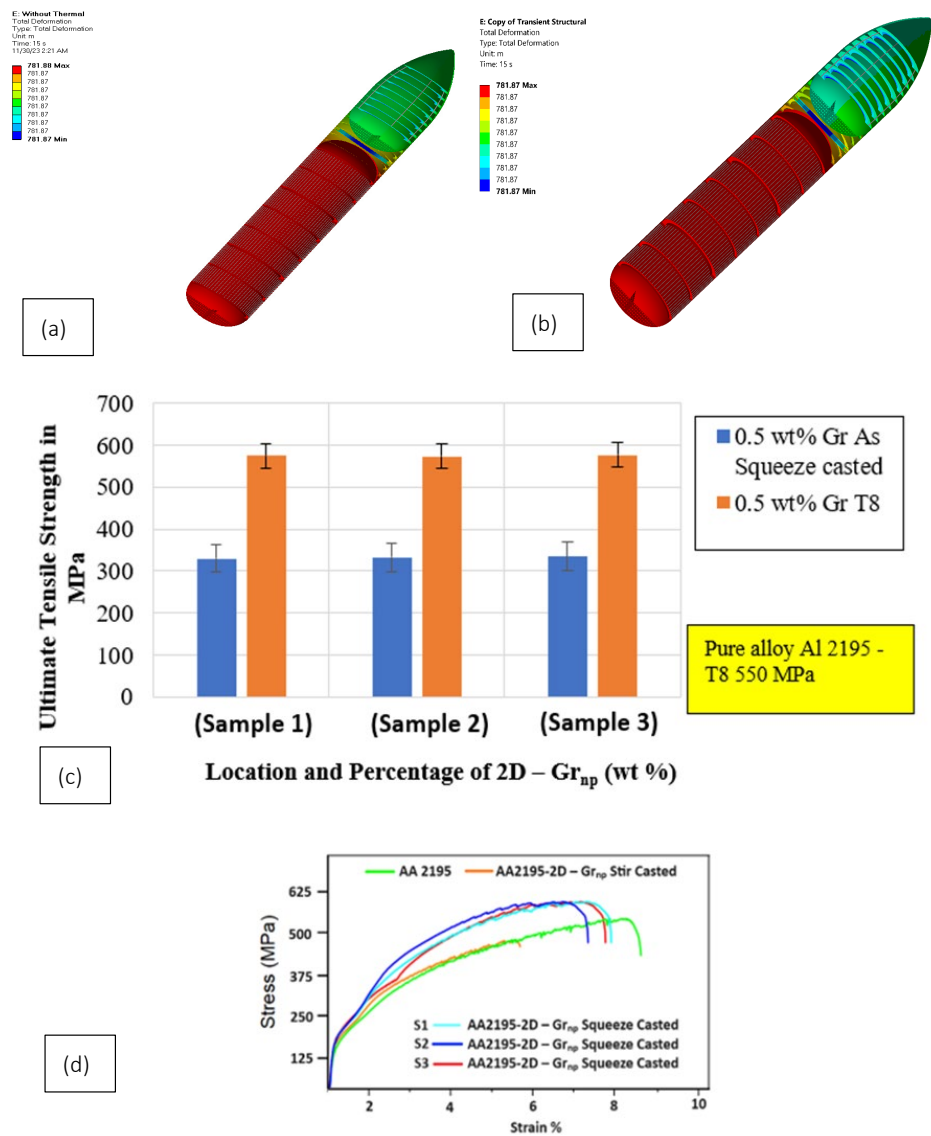 E: Without Thermal
Total Deformation
Type: Total Deformation
Unit: m
Time: 15 s
11/30/23 2:21 AM
781.88 Max
781.87
781.87
781.87
781.87
781.87
781.87
781.87
781.87 Min
(a)
E: Copy of Transient Structural
Total Deformation
Type: Total Deformation
Unit: m
Time: 15 s
781.87 Max
781.87
781.87
781.87
781.87
781.87
781.87
781.87
781.87 Min
(b)
Ultimate Tensile Strength in
MPa
700
600
500
400
300
200
100
0
(Sample 1)
(Sample 2)
(Sample 3)
Location and Percentage of 2D – Grnp (wt %)
0.5 wt% Gr As
Squeeze casted
0.5 wt% Gr T8
Pure alloy Al 2195 -
T8 550 MPa
(c)
AA 2195
AA2195-2D – Grnp Stir Casted
Stress (MPa)
625
500
375
250
125
S1 AA2195-2D – Grnp Squeeze Casted
S2 AA2195-2D – Grnp Squeeze Casted
S3 AA2195-2D – Grnp Squeeze Casted
2
4
6
8
10
Strain %
(d)